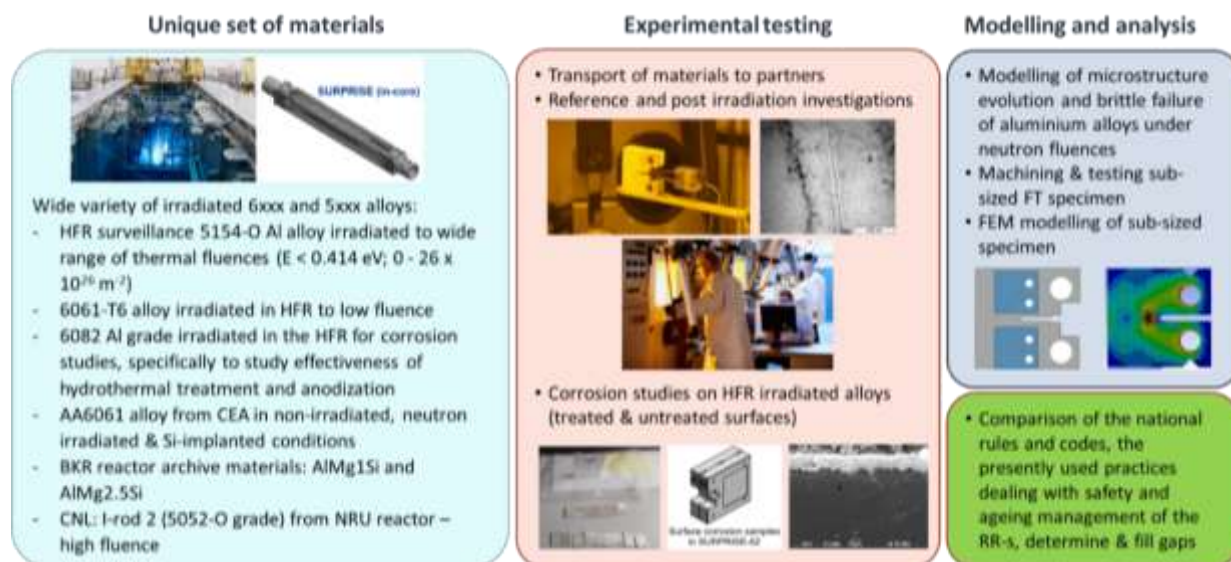 Unique set of materials
SURPRISE (in-core)
Wide variety of irradiated 6xxx and 5xxx alloys:
- HFR surveillance 5154-O Al alloy irradiated to wide
range of thermal fluences (E < 0.414 eV; 0 - 26 x
10²⁶ m⁻²)
- 6061-T6 alloy irradiated in HFR to low fluence
- 6082 Al grade irradiated in the HFR for corrosion
studies, specifically to study effectiveness of
hydrothermal treatment and anodization
- AA6061 alloy from CEA in non-irradiated, neutron
irradiated & Si-implanted conditions
- BKR reactor archive materials: AlMg1Si and
AlMg2.5Si
- CNL: I-rod 2 (5052-O grade) from NRU reactor –
high fluence
Experimental testing
• Transport of materials to partners
• Reference and post irradiation investigations
• Corrosion studies on HFR irradiated alloys
(treated & untreated surfaces)
Surface corrosion samples
in SURPRISE-02
Modelling and analysis
• Modelling of microstructure
evolution and brittle failure
of aluminium alloys under
neutron fluences
• Machining & testing sub-
sized FT specimen
• FEM modelling of sub-sized
specimen
• Comparison of the national
rules and codes, the
presently used practices
dealing with safety and
ageing management of the
RR-s, determine & fill gaps